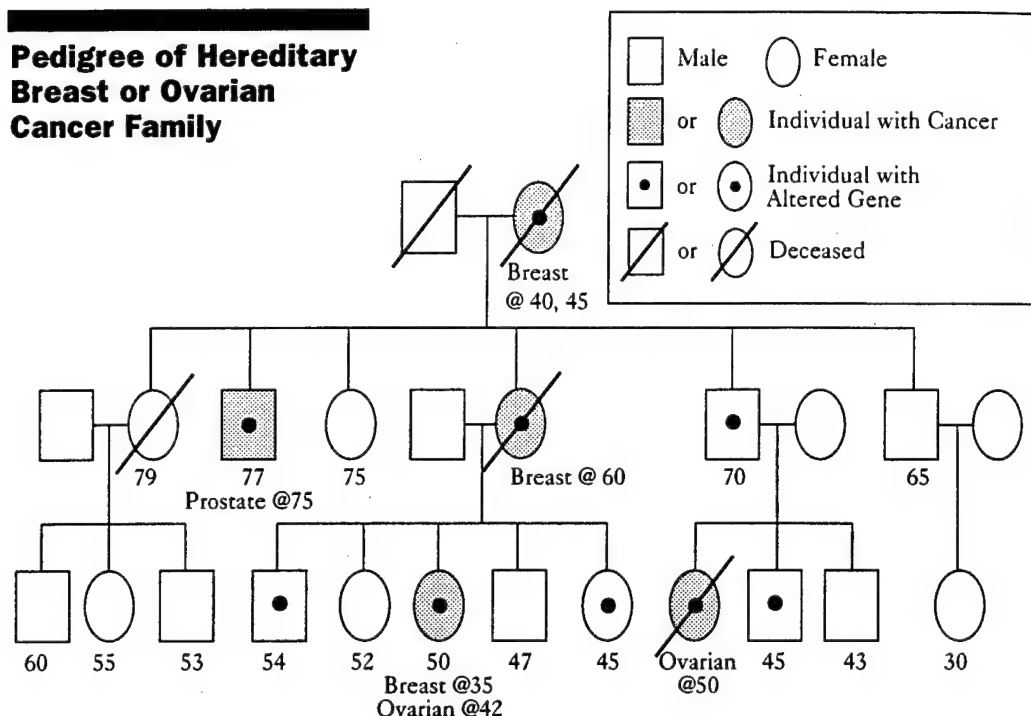 Pedigree of Hereditary
Breast or Ovarian
Cancer Family
Male Female
or Individual with Cancer
or Individual with
Altered Gene
or Deceased
Breast
@ 40, 45
79 77 75 Breast @ 60 70 65
Prostate @75
60 55 53 54 52 50 47 45 Ovarian 45 43 30
Breast @35 @50
Ovarian @42